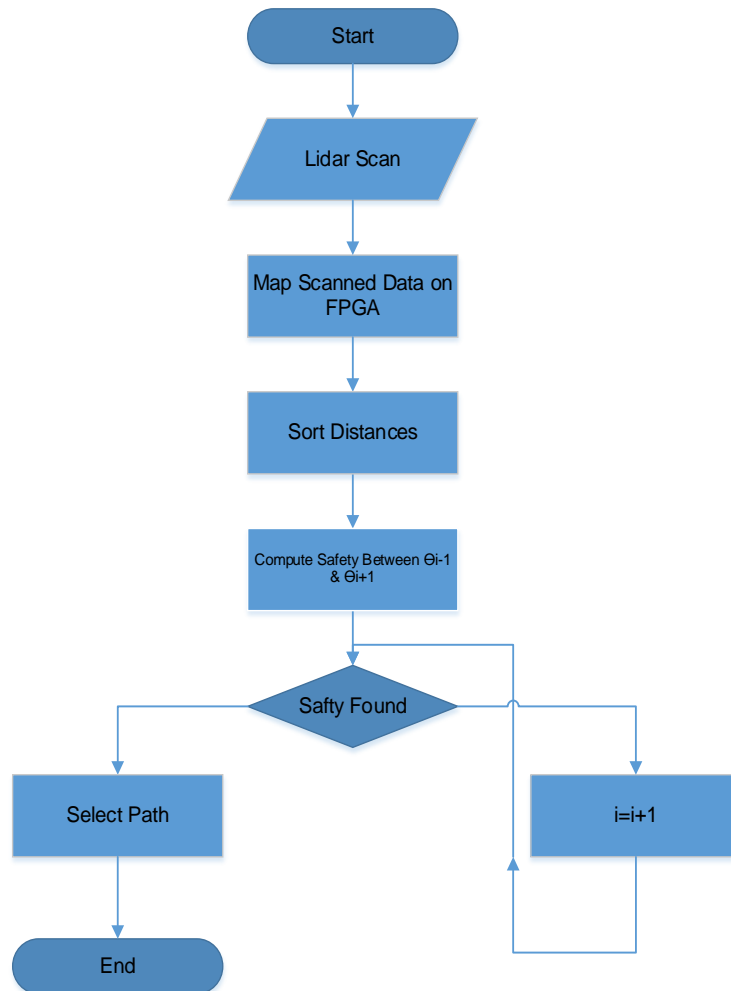 Start
Lidar Scan
Map Scanned Data on
FPGA
Sort Distances
Compute Safety Between Θi-1
& Θi+1
Safty Found
Select Path
i=i+1
End